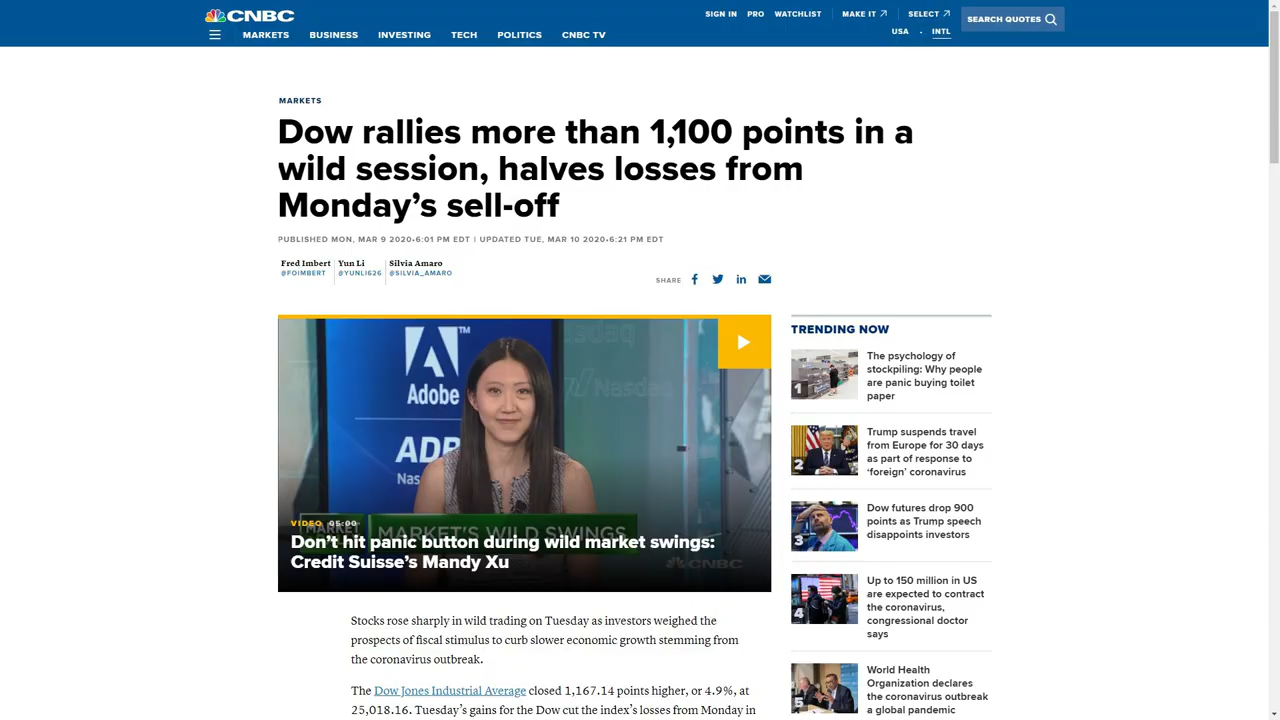 CNBC
SIGN IN PRO WATCHLIST MAKE IT SELECT SEARCH QUOTES
USA · INTL
MARKETS BUSINESS INVESTING TECH POLITICS CNBC TV
MARKETS
Dow rallies more than 1,100 points in a
wild session, halves losses from
Monday’s sell-off
PUBLISHED MON, MAR 9 2020•6:01 PM EDT | UPDATED TUE, MAR 10 2020•6:21 PM EDT
Fred Imbert Yun Li Silvia Amaro
@FOIMBERT @YUNLI626 @SILVIA_AMARO
SHARE
Adobe
Nasdaq
MARKET'S WILD SWINGS
VIDEO 05:00
Don’t hit panic button during wild market swings:
Credit Suisse’s Mandy Xu
CNBC
Stocks rose sharply in wild trading on Tuesday as investors weighed the
prospects of fiscal stimulus to curb slower economic growth stemming from
the coronavirus outbreak.
The Dow Jones Industrial Average closed 1,167.14 points higher, or 4.9%, at
25,018.16. Tuesday’s gains for the Dow cut the index’s losses from Monday in
TRENDING NOW
1
The psychology of
stockpiling: Why people
are panic buying toilet
paper
2
Trump suspends travel
from Europe for 30 days
as part of response to
‘foreign’ coronavirus
3
Dow futures drop 900
points as Trump speech
disappoints investors
4
Up to 150 million in US
are expected to contract
the coronavirus,
congressional doctor
says
5
World Health
Organization declares
the coronavirus outbreak
a global pandemic